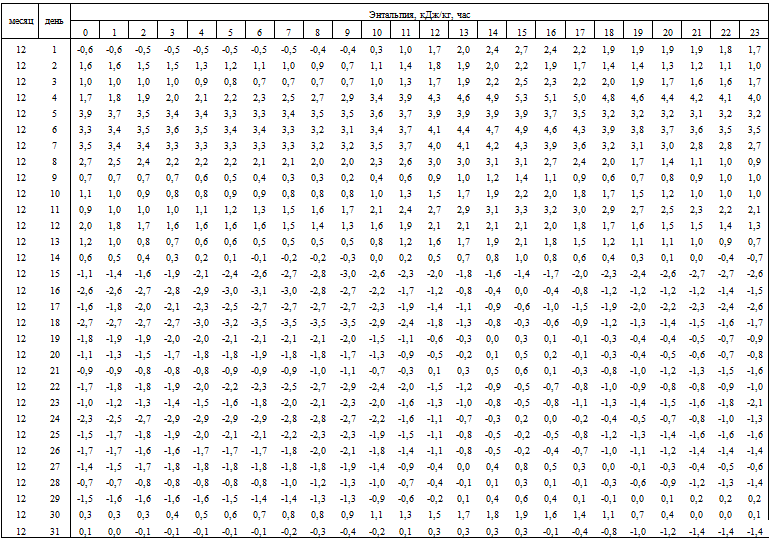 месяц день Энтальпия, кДж/кг, час
0 1 2 3 4 5 6 7 8 9 10 11 12 13 14 15 16 17 18 19 20 21 22 23
12 1 -0,6 -0,6 -0,5 -0,5 -0,5 -0,5 -0,5 -0,5 -0,4 -0,4 0,3 1,0 1,7 2,0 2,4 2,7 2,4 2,2 1,9 1,9 1,9 1,9 1,8 1,7
12 2 1,6 1,6 1,5 1,5 1,3 1,2 1,1 1,0 0,9 0,7 1,1 1,4 1,8 1,9 2,0 2,2 1,9 1,7 1,4 1,4 1,3 1,2 1,1 1,0
12 3 1,0 1,0 1,0 1,0 0,9 0,8 0,7 0,7 0,7 0,7 1,0 1,3 1,7 1,9 2,2 2,5 2,3 2,2 2,0 1,9 1,7 1,6 1,6 1,7
12 4 1,7 1,8 1,9 2,0 2,1 2,2 2,3 2,5 2,7 2,9 3,4 3,9 4,3 4,6 4,9 5,3 5,1 5,0 4,8 4,6 4,4 4,2 4,1 4,0
12 5 3,9 3,7 3,5 3,4 3,4 3,3 3,3 3,4 3,5 3,5 3,6 3,7 3,9 3,9 3,9 3,9 3,7 3,5 3,2 3,2 3,2 3,1 3,2 3,2
12 6 3,3 3,4 3,5 3,6 3,5 3,4 3,4 3,3 3,2 3,1 3,4 3,7 4,1 4,4 4,7 4,9 4,6 4,3 3,9 3,8 3,7 3,6 3,5 3,5
12 7 3,5 3,4 3,4 3,3 3,3 3,3 3,3 3,3 3,2 3,2 3,5 3,7 4,0 4,1 4,2 4,3 3,9 3,6 3,2 3,1 3,0 2,8 2,8 2,7
12 8 2,7 2,5 2,4 2,2 2,2 2,2 2,1 2,1 2,0 2,0 2,3 2,6 3,0 3,0 3,1 3,1 2,7 2,4 2,0 1,7 1,4 1,1 1,0 0,9
12 9 0,7 0,7 0,7 0,7 0,6 0,5 0,4 0,3 0,3 0,2 0,4 0,6 0,9 1,0 1,2 1,4 1,1 0,9 0,6 0,7 0,8 0,9 1,0 1,0
12 10 1,1 1,0 0,9 0,8 0,8 0,9 0,9 0,8 0,8 0,8 1,0 1,3 1,5 1,7 1,9 2,2 2,0 1,8 1,7 1,5 1,2 1,0 1,0 1,0
12 11 0,9 1,0 1,0 1,0 1,1 1,2 1,3 1,5 1,6 1,7 2,1 2,4 2,7 2,9 3,1 3,3 3,2 3,0 2,9 2,7 2,5 2,3 2,2 2,1
12 12 2,0 1,8 1,7 1,6 1,6 1,6 1,6 1,5 1,4 1,3 1,6 1,9 2,1 2,1 2,1 2,1 2,0 1,8 1,7 1,6 1,5 1,5 1,4 1,3
12 13 1,2 1,0 0,8 0,7 0,6 0,6 0,5 0,5 0,5 0,5 0,8 1,2 1,6 1,7 1,9 2,1 1,8 1,5 1,2 1,1 1,1 1,0 0,9 0,7
12 14 0,6 0,5 0,4 0,3 0,2 0,1 -0,1 -0,2 -0,2 -0,3 0,0 0,2 0,5 0,7 0,8 1,0 0,8 0,6 0,4 0,3 0,1 0,0 -0,4 -0,7
12 15 -1,1 -1,4 -1,6 -1,9 -2,1 -2,4 -2,6 -2,7 -2,8 -3,0 -2,6 -2,3 -2,0 -1,8 -1,6 -1,4 -1,7 -2,0 -2,3 -2,4 -2,6 -2,7 -2,7 -2,6
12 16 -2,6 -2,6 -2,7 -2,8 -2,9 -3,0 -3,1 -3,0 -2,8 -2,7 -2,2 -1,7 -1,2 -0,8 -0,4 0,0 -0,4 -0,8 -1,2 -1,2 -1,2 -1,2 -1,4 -1,5
12 17 -1,6 -1,8 -2,0 -2,1 -2,3 -2,5 -2,7 -2,7 -2,7 -2,7 -2,3 -1,9 -1,4 -1,1 -0,9 -0,6 -1,0 -1,5 -1,9 -2,0 -2,2 -2,3 -2,4 -2,6
12 18 -2,7 -2,7 -2,7 -2,7 -3,0 -3,2 -3,5 -3,5 -3,5 -3,5 -2,9 -2,4 -1,8 -1,3 -0,8 -0,3 -0,6 -0,9 -1,2 -1,3 -1,4 -1,5 -1,6 -1,7
12 19 -1,8 -1,9 -1,9 -2,0 -2,0 -2,1 -2,1 -2,1 -2,1 -2,0 -1,5 -1,1 -0,6 -0,3 0,0 0,3 0,1 -0,1 -0,3 -0,4 -0,4 -0,5 -0,7 -0,9
12 20 -1,1 -1,3 -1,5 -1,7 -1,8 -1,8 -1,9 -1,8 -1,8 -1,7 -1,3 -0,9 -0,5 -0,2 0,1 0,5 0,2 -0,1 -0,3 -0,4 -0,5 -0,6 -0,7 -0,8
12 21 -0,9 -0,9 -0,8 -0,8 -0,8 -0,9 -0,9 -0,9 -1,0 -1,1 -0,7 -0,3 0,1 0,3 0,5 0,6 0,1 -0,3 -0,8 -1,0 -1,2 -1,3 -1,5 -1,6
12 22 -1,7 -1,8 -1,8 -1,9 -2,0 -2,2 -2,3 -2,5 -2,7 -2,9 -2,4 -2,0 -1,5 -1,2 -0,9 -0,5 -0,7 -0,8 -1,0 -0,9 -0,8 -0,8 -0,9 -1,0
12 23 -1,0 -1,2 -1,3 -1,4 -1,5 -1,6 -1,8 -2,0 -2,1 -2,3 -2,0 -1,6 -1,3 -1,0 -0,8 -0,5 -0,8 -1,1 -1,3 -1,4 -1,5 -1,6 -1,8 -2,1
12 24 -2,3 -2,5 -2,7 -2,9 -2,9 -2,9 -2,9 -2,8 -2,8 -2,7 -2,2 -1,6 -1,1 -0,7 -0,3 0,2 0,0 -0,2 -0,4 -0,5 -0,7 -0,8 -1,0 -1,3
12 25 -1,5 -1,7 -1,8 -1,9 -2,0 -2,1 -2,1 -2,2 -2,3 -2,3 -1,9 -1,5 -1,1 -0,8 -0,5 -0,2 -0,5 -0,8 -1,2 -1,3 -1,4 -1,6 -1,6 -1,6
12 26 -1,7 -1,7 -1,6 -1,6 -1,7 -1,7 -1,7 -1,8 -2,0 -2,1 -1,8 -1,4 -1,1 -0,8 -0,5 -0,2 -0,4 -0,7 -1,0 -1,1 -1,2 -1,4 -1,4 -1,4
12 27 -1,4 -1,5 -1,7 -1,8 -1,8 -1,8 -1,8 -1,8 -1,8 -1,9 -1,4 -0,9 -0,4 0,0 0,4 0,8 0,5 0,3 0,0 -0,1 -0,3 -0,4 -0,5 -0,6
12 28 -0,7 -0,7 -0,8 -0,8 -0,8 -0,8 -0,8 -1,0 -1,2 -1,3 -1,0 -0,7 -0,4 -0,1 0,1 0,3 0,1 -0,1 -0,3 -0,6 -0,9 -1,2 -1,3 -1,4
12 29 -1,5 -1,6 -1,6 -1,6 -1,6 -1,5 -1,4 -1,4 -1,3 -1,3 -0,9 -0,6 -0,2 0,1 0,4 0,6 0,4 0,1 -0,1 0,0 0,1 0,2 0,2 0,2
12 30 0,3 0,3 0,3 0,4 0,5 0,6 0,7 0,8 0,8 0,9 1,1 1,3 1,5 1,7 1,8 1,9 1,6 1,4 1,1 0,7 0,4 0,0 0,0 0,1
12 31 0,1 0,0 -0,1 -0,1 -0,1 -0,1 -0,1 -0,2 -0,3 -0,4 -0,2 0,1 0,3 0,3 0,3 0,3 -0,1 -0,4 -0,8 -1,0 -1,2 -1,4 -1,4 -1,4